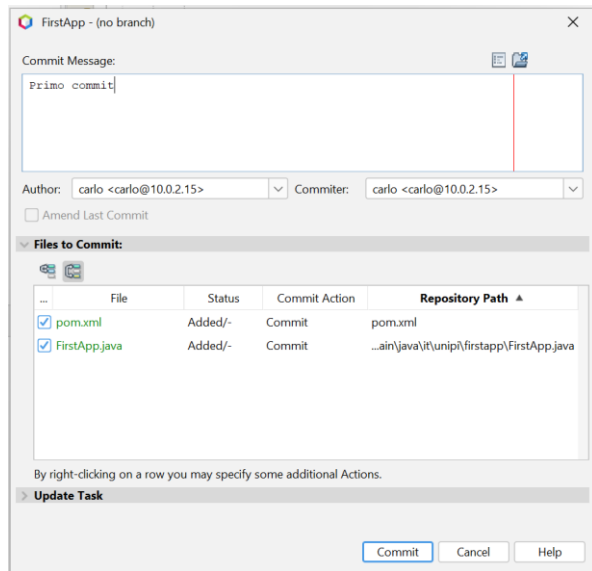 FirstApp - (no branch)
Commit Message:
Primo commit
Author: carlo <carlo@10.0.2.15> Commiter: carlo <carlo@10.0.2.15>
Amend Last Commit
Files to Commit:
... File Status Commit Action Repository Path
pom.xml Added/- Commit pom.xml
FirstApp.java Added/- Commit ...ain\java\it\unipi\firstapp\FirstApp.java
By right-clicking on a row you may specify some additional Actions.
Update Task
Commit Cancel Help